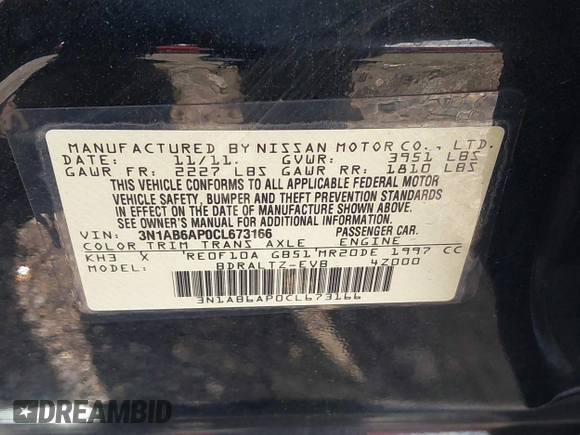 MANUFACTURED BY NISSAN MOTOR CO., LTD.
DATE: 11/11. GVWR: 3951 LBS
GAWR FR: 2227 LBS GAWR RR: 1810 LBS
THIS VEHICLE CONFORMS TO ALL APPLICABLE FEDERAL MOTOR
VEHICLE SAFETY, BUMPER AND THEFT PREVENTION STANDARDS
IN EFFECT ON THE DATE OF MANUFACTURE SHOWN ABOVE.
SEE OWNER'S MANUAL FOR ADDITIONAL INFORMATION.
VIN: 3N1AB6AP0CL673166 PASSENGER CAR.
COLOR TRIM TRANS AXLE ENGINE
KH3 X 'RE0F10A GB51'MR20DE 1997 CC
MODEL: BDRALTZ-EVB 4Z000
3N1AB6AP0CL673166
DREAMBID